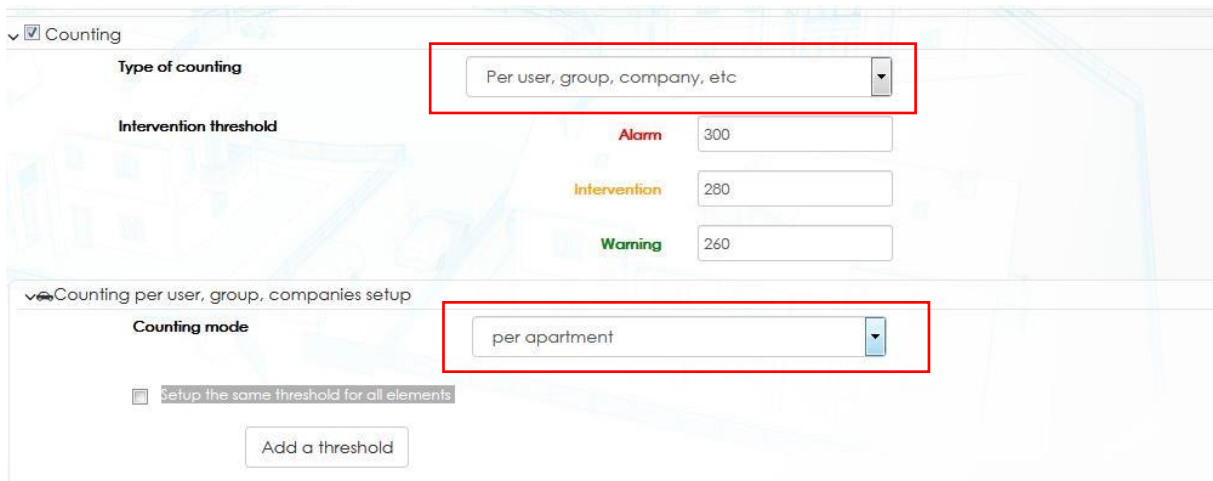 Counting
Type of counting
Per user, group, company, etc
Intervention threshold
Alarm 300
Intervention 280
Warning 260
Counting per user, group, companies setup
Counting mode
per apartment
Setup the same threshold for all elements
Add a threshold